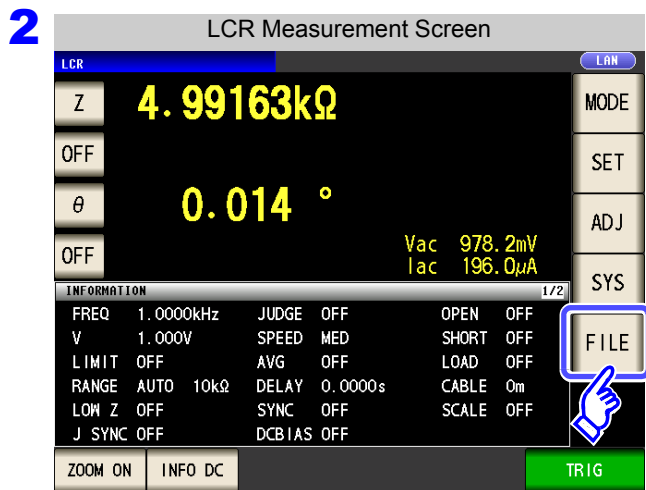 2
LCR Measurement Screen
LCR
LAN
Z 4.99163kΩ
MODE
OFF
SET
θ 0.014 °
ADJ
OFF
Vac 978.2mV
Iac 196.0μA
SYS
INFORMATION 1/2
FREQ 1.0000kHz JUDGE OFF OPEN OFF
V 1.000V SPEED MED SHORT OFF
LIMIT OFF AVG OFF LOAD OFF
RANGE AUTO 10kΩ DELAY 0.0000s CABLE 0m
LOW Z OFF SYNC OFF SCALE OFF
J SYNC OFF DCBIAS OFF
FILE
ZOOM ON INFO DC TRIG